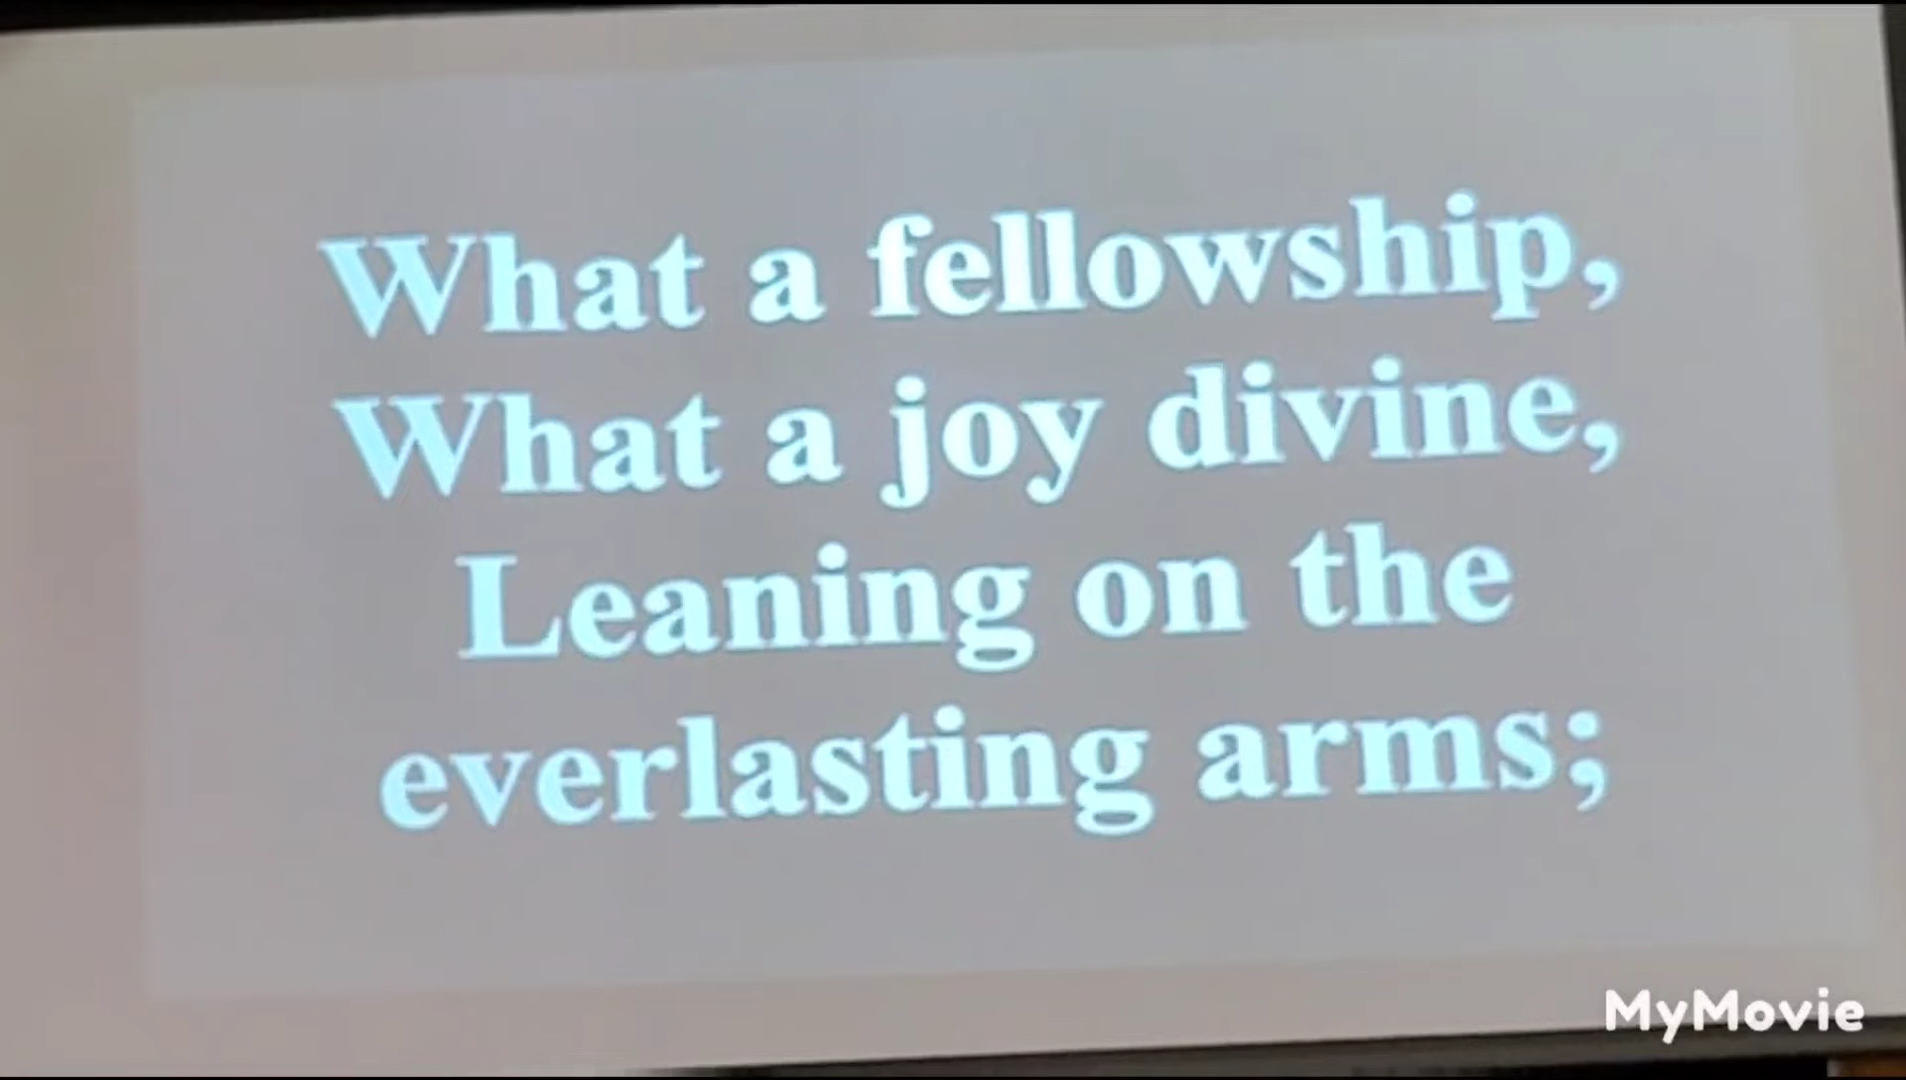 What a fellowship,
What a joy divine,
Leaning on the
everlasting arms;
MyMovie